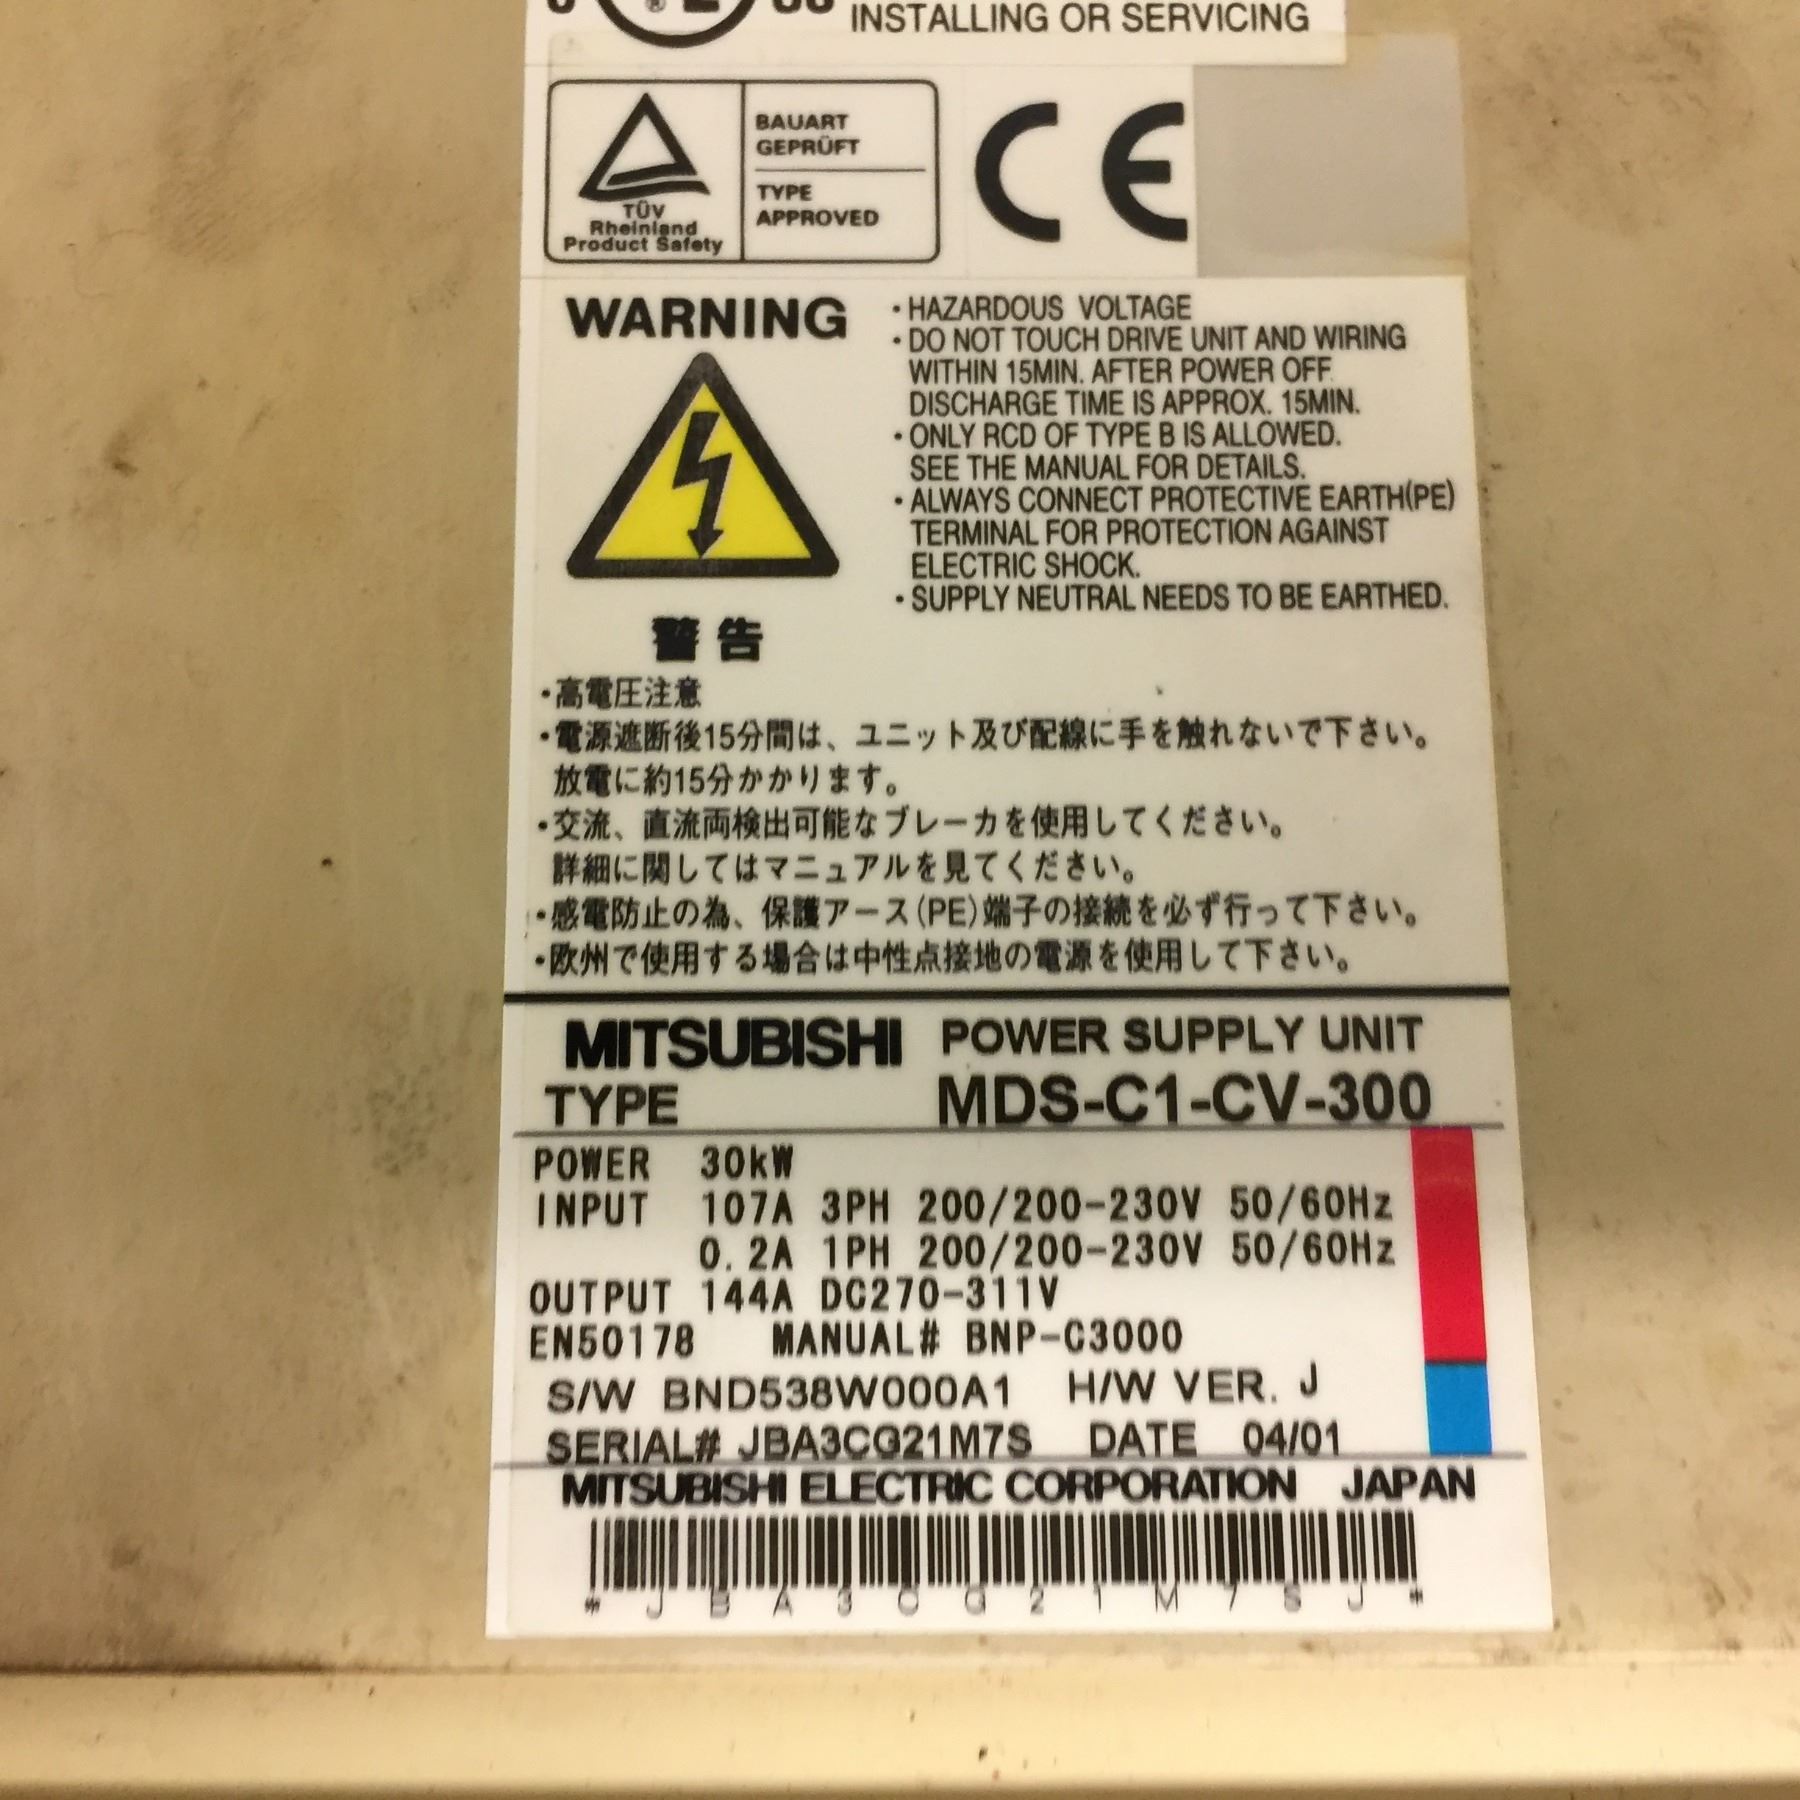 INSTALLING OR SERVICING
TÜV
Rheinland
Product Safety
BAUART
GEPRÜFT
TYPE
APPROVED
CE
WARNING
・HAZARDOUS VOLTAGE
・DO NOT TOUCH DRIVE UNIT AND WIRING
WITHIN 15MIN. AFTER POWER OFF.
DISCHARGE TIME IS APPROX. 15MIN.
・ONLY RCD OF TYPE B IS ALLOWED.
SEE THE MANUAL FOR DETAILS.
・ALWAYS CONNECT PROTECTIVE EARTH(PE)
TERMINAL FOR PROTECTION AGAINST
ELECTRIC SHOCK.
・SUPPLY NEUTRAL NEEDS TO BE EARTHED.
警告
・高電圧注意
・電源遮断後15分間は、ユニット及び配線に手を触れないで下さい。
放電に約15分かかります。
・交流、直流両検出可能なブレーカを使用してください。
詳細に関してはマニュアルを見てください。
・感電防止の為、保護アース(PE)端子の接続を必ず行って下さい。
・欧州で使用する場合は中性点接地の電源を使用して下さい。
MITSUBISHI POWER SUPPLY UNIT
TYPE MDS-C1-CV-300
POWER 30kW
INPUT 107A 3PH 200/200-230V 50/60Hz
0.2A 1PH 200/200-230V 50/60Hz
OUTPUT 144A DC270-311V
EN50178 MANUAL# BNP-C3000
S/W BND538W000A1 H/W VER. J
SERIAL# JBA3CG21M7S DATE 04/01
MITSUBISHI ELECTRIC CORPORATION JAPAN
*JBA3CG21M7SJ*